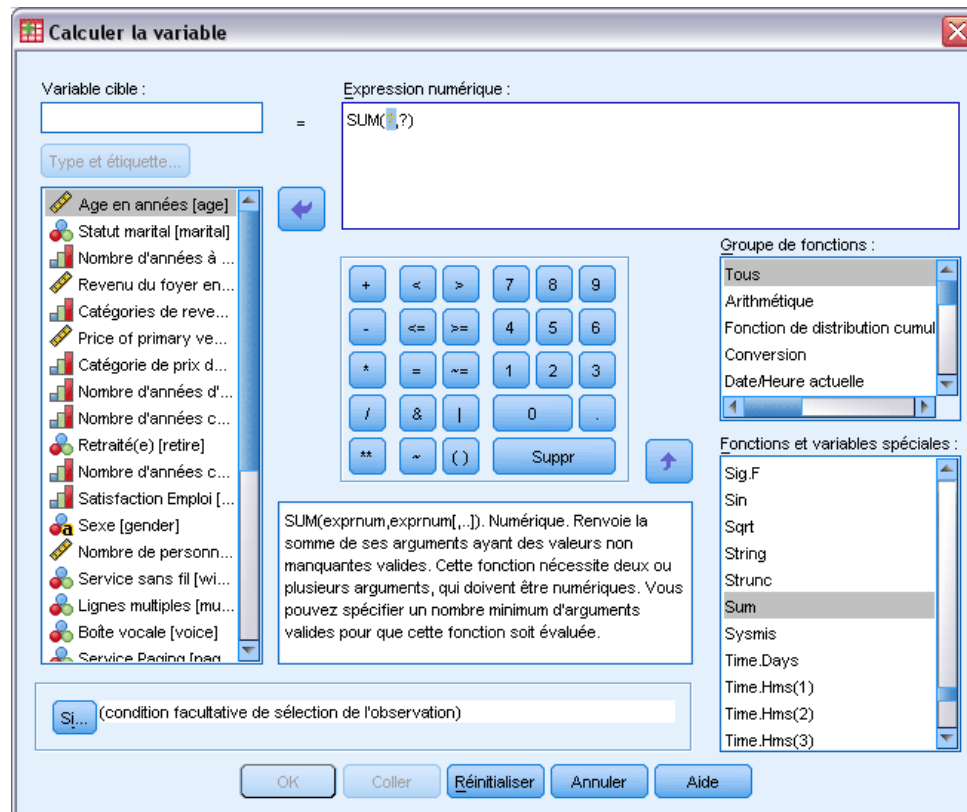 Calculer la variable
Variable cible :
Expression numérique :
=
SUM(?,?)
Type et étiquette...
Age en années [age]
Statut marital [marital]
Nombre d'années à ...
Revenu du foyer en...
Catégories de reve...
Price of primary ve...
Catégorie de prix d...
Nombre d'années d'...
Nombre d'années c...
Retraité(e) [retire]
Nombre d'années c...
Satisfaction Emploi [...
Sexe [gender]
Nombre de personn...
Service sans fil [wi...
Lignes multiples [mu...
Boîte vocale [voice]
Service Paging [pag
+ < > 7 8 9
- <= >= 4 5 6
* = ~= 1 2 3
/ & | 0 .
** ~ ( ) Suppr
Groupe de fonctions :
Tous
Arithmétique
Fonction de distribution cumul
Conversion
Date/Heure actuelle
Fonctions et variables spéciales :
Sig.F
Sin
Sqrt
String
Strunc
Sum
Sysmis
Time.Days
Time.Hms(1)
Time.Hms(2)
Time.Hms(3)
SUM(exprnum,exprnum[,..]). Numérique. Renvoie la
somme de ses arguments ayant des valeurs non
manquantes valides. Cette fonction nécessite deux ou
plusieurs arguments, qui doivent être numériques. Vous
pouvez spécifier un nombre minimum d'arguments
valides pour que cette fonction soit évaluée.
Si... (condition facultative de sélection de l'observation)
OK Coller Réinitialiser Annuler Aide